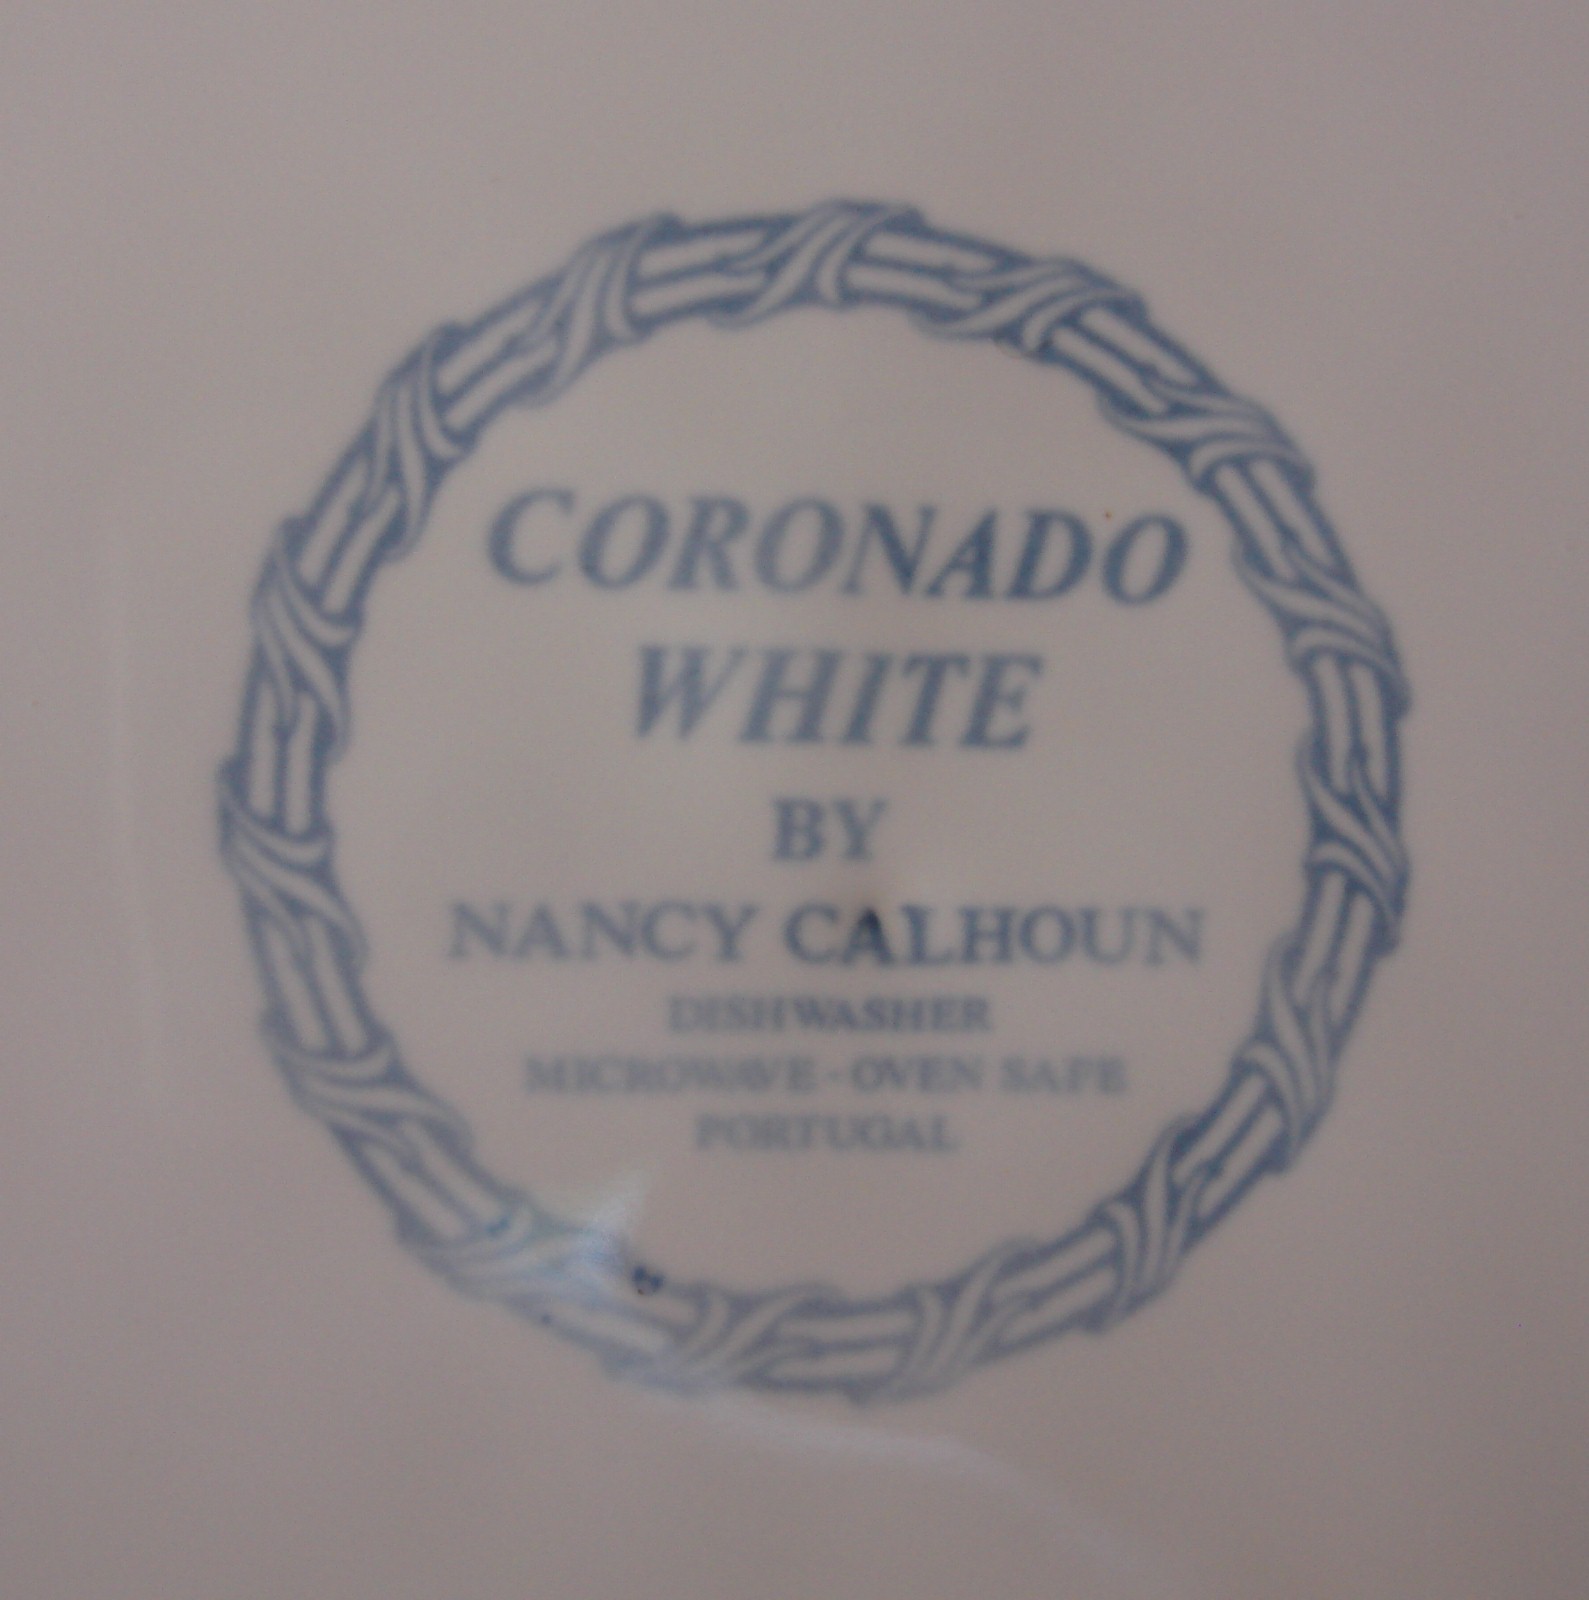 CORONADO
WHITE
BY
NANCY CALHOUN
DISHWASHER
MICROWAVE - OVEN SAFE
PORTUGAL